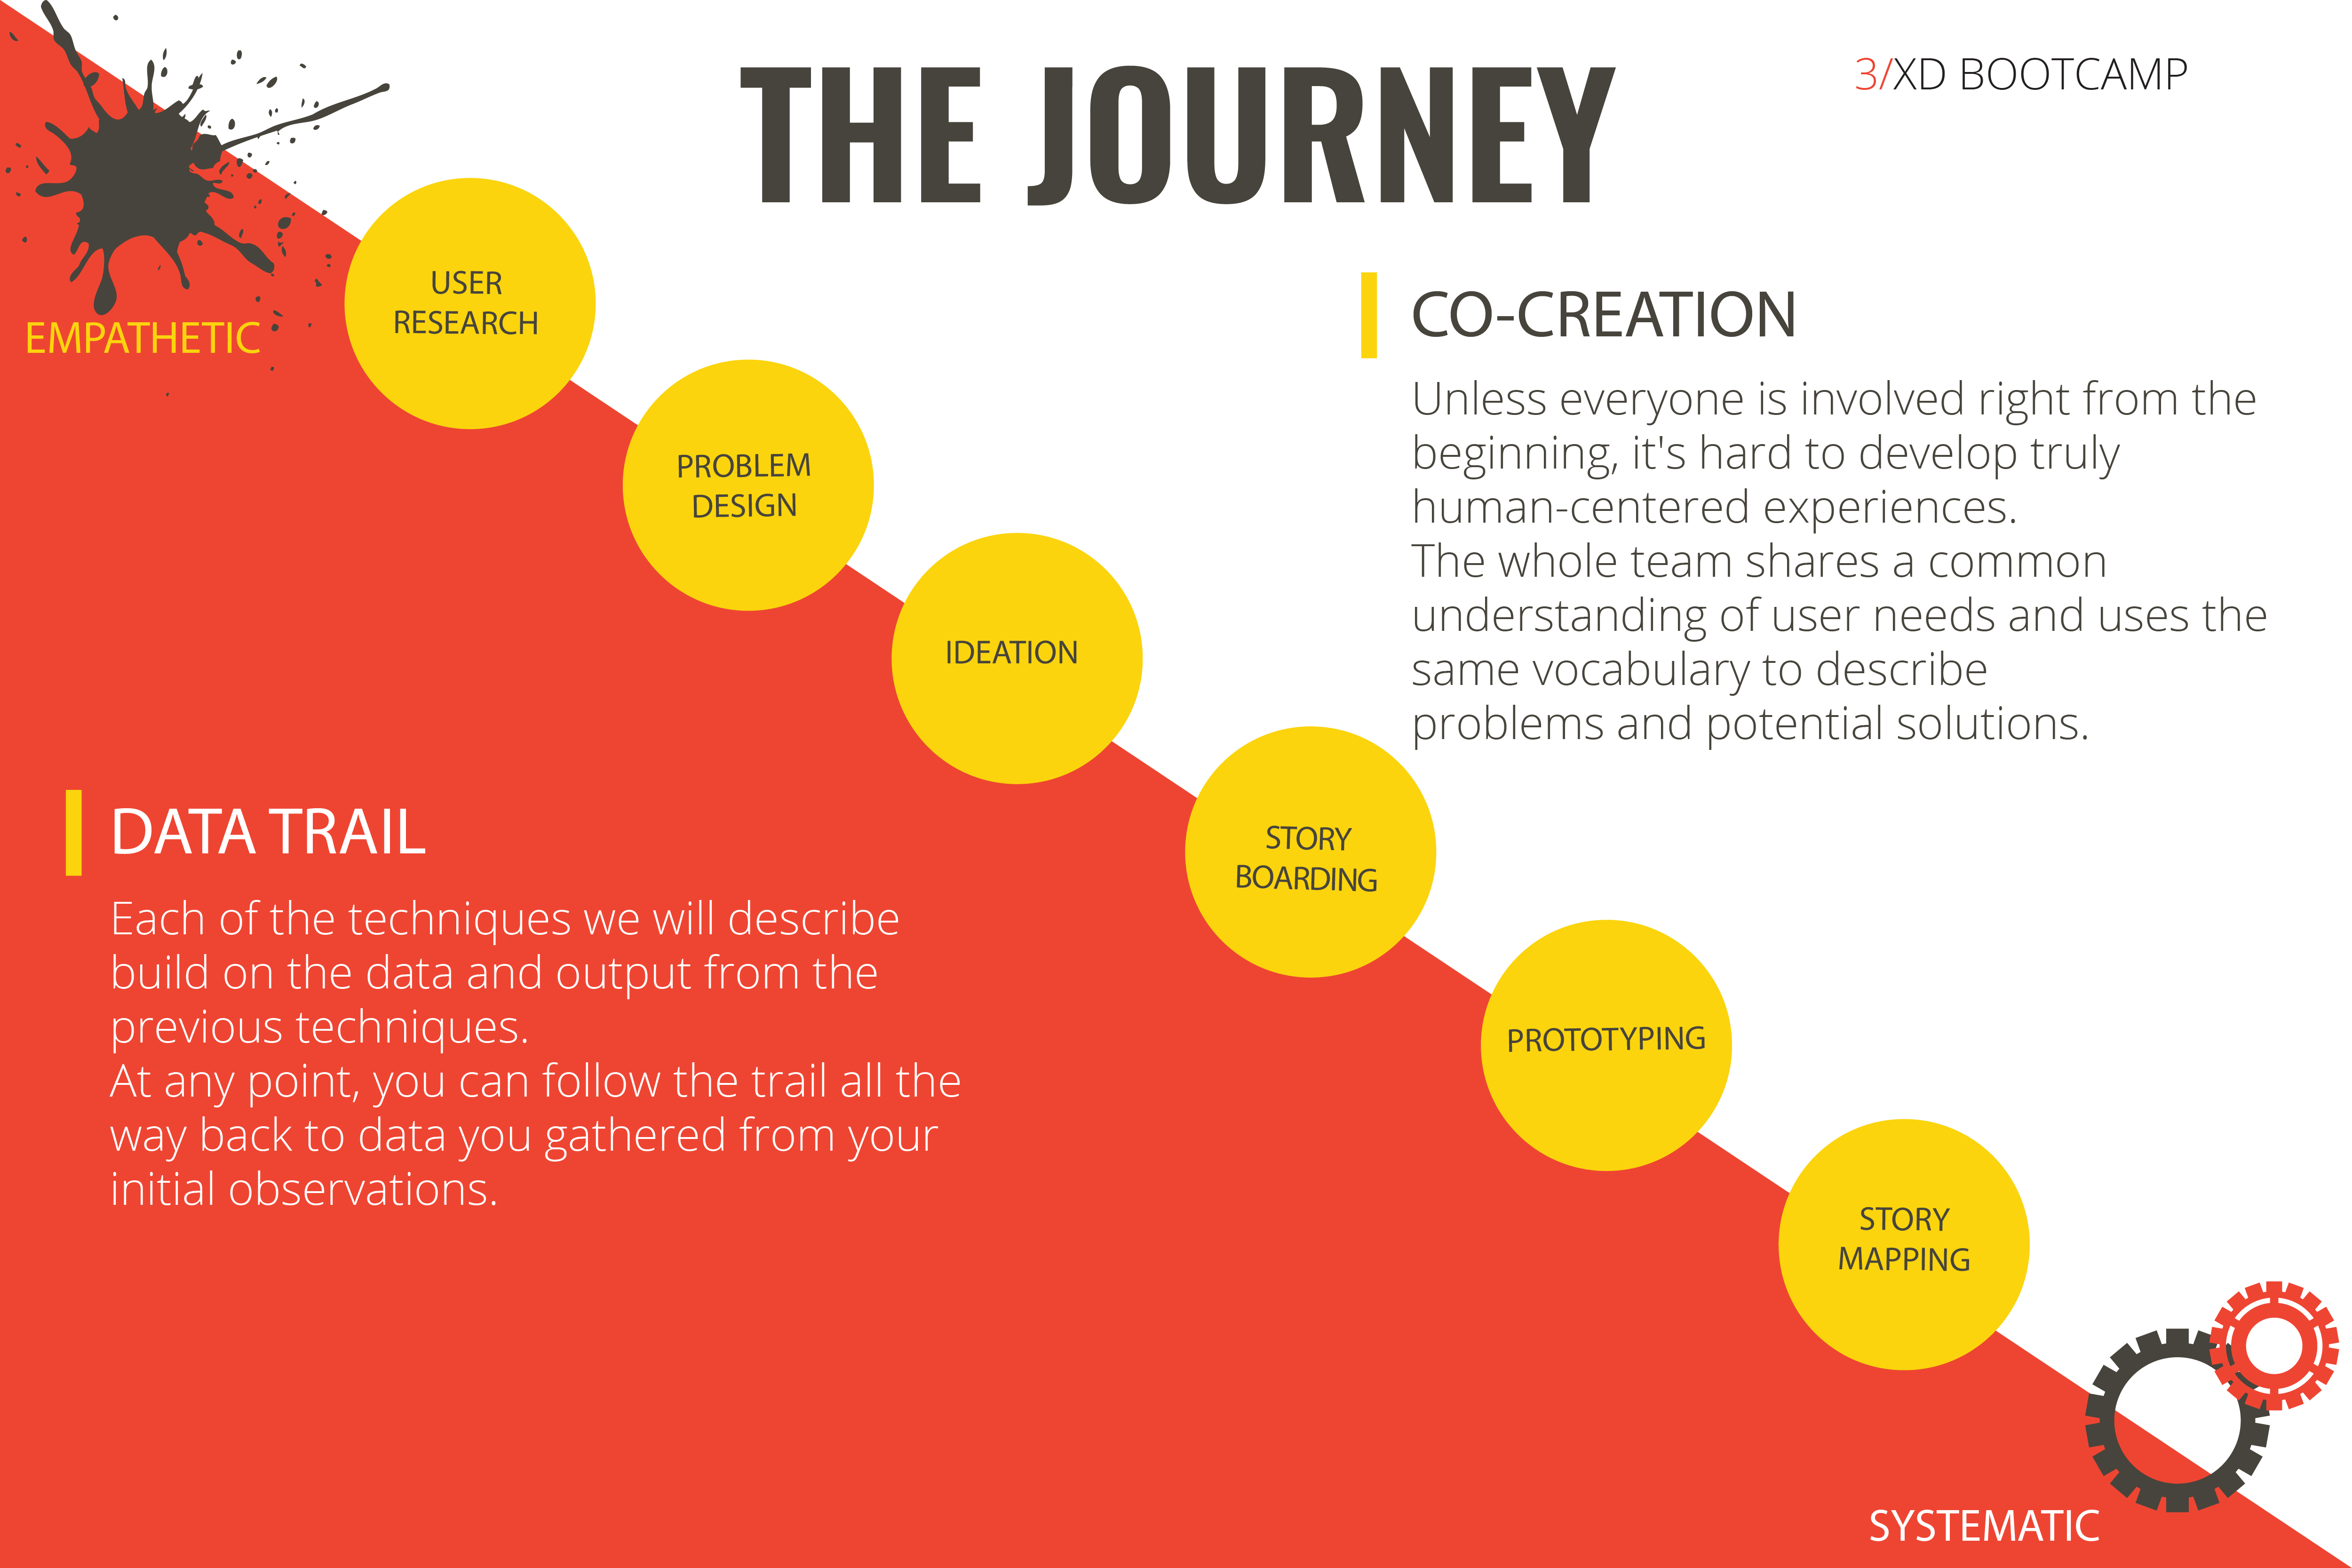 THE JOURNEY
3/XD BOOTCAMP
EMPATHETIC
USER
RESEARCH
PROBLEM
DESIGN
IDEATION
STORY
BOARDING
PROTOTYPING
STORY
MAPPING
SYSTEMATIC
CO-CREATION
Unless everyone is involved right from the
beginning, it's hard to develop truly
human-centered experiences.
The whole team shares a common
understanding of user needs and uses the
same vocabulary to describe
problems and potential solutions.
DATA TRAIL
Each of the techniques we will describe
build on the data and output from the
previous techniques.
At any point, you can follow the trail all the
way back to data you gathered from your
initial observations.